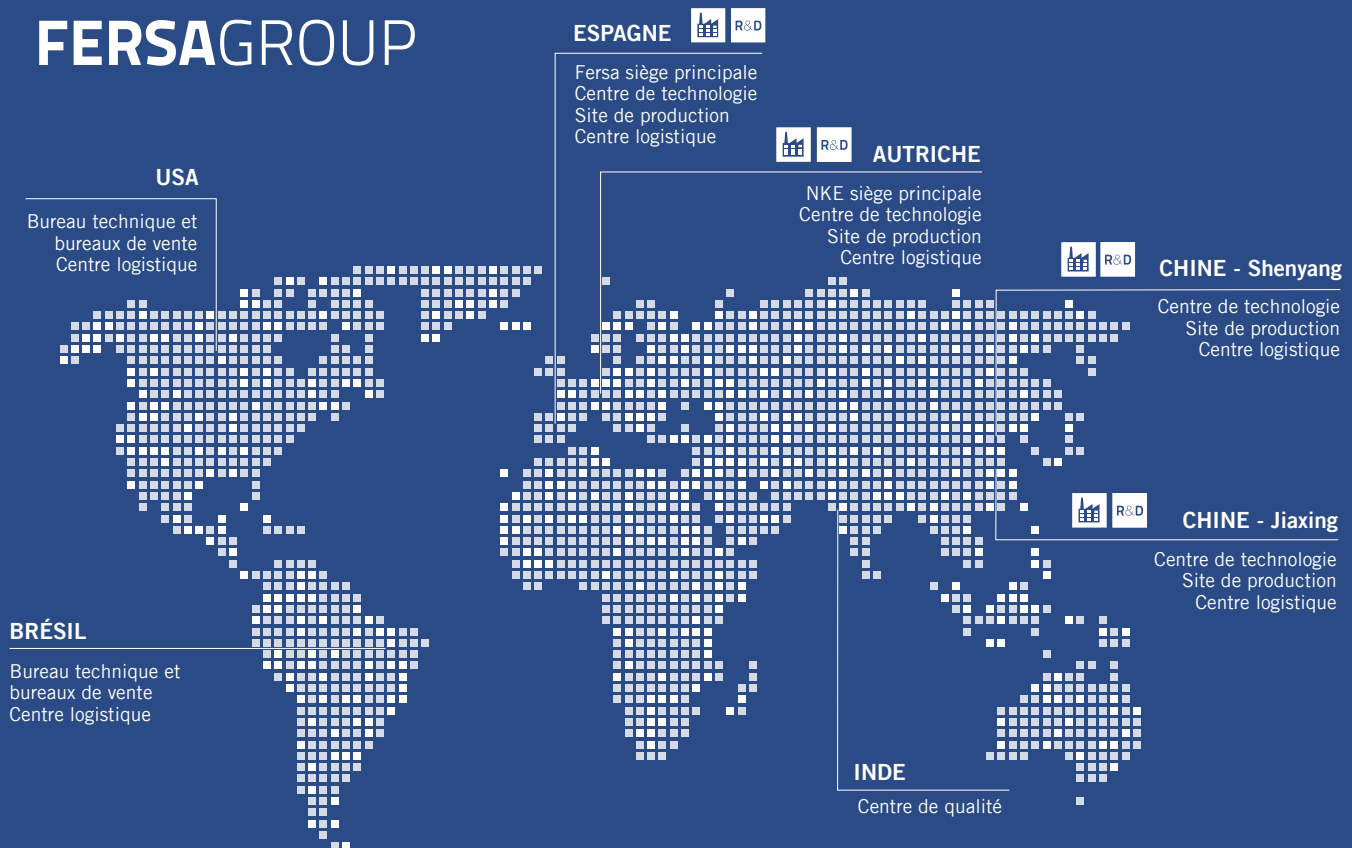 FERSAGROUP
ESPAGNE R&D
Fersa siège principale
Centre de technologie
Site de production
Centre logistique
R&D AUTRICHE
NKE siège principale
Centre de technologie
Site de production
Centre logistique
USA
Bureau technique et
bureaux de vente
Centre logistique
R&D CHINE - Shenyang
Centre de technologie
Site de production
Centre logistique
R&D CHINE - Jiaxing
Centre de technologie
Site de production
Centre logistique
BRÉSIL
Bureau technique et
bureaux de vente
Centre logistique
INDE
Centre de qualité